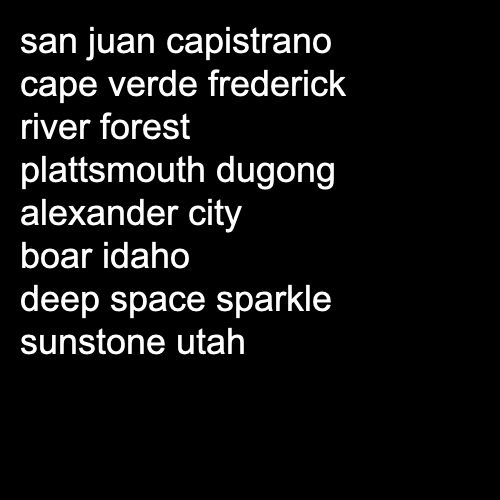 san juan capistrano
cape verde frederick
river forest
plattsmouth dugong
alexander city
boar idaho
deep space sparkle
sunstone utah